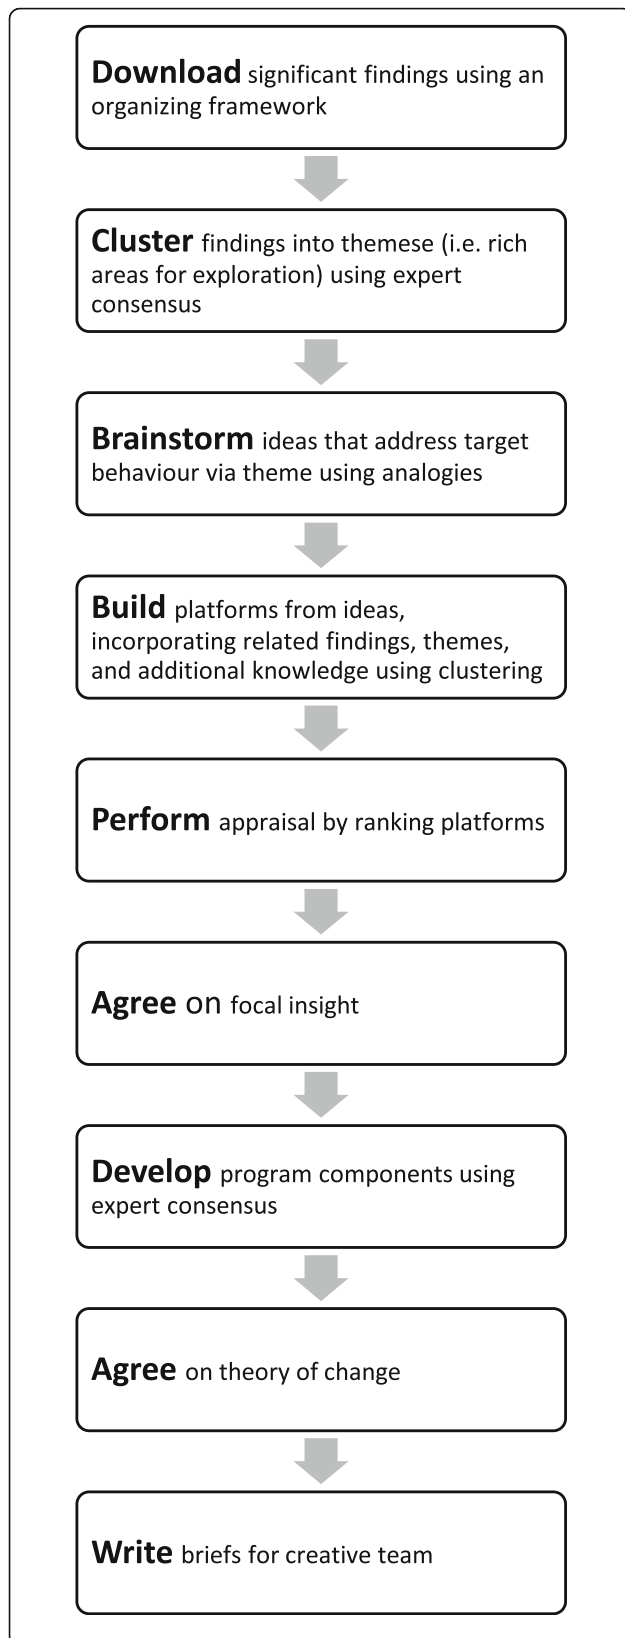 Download significant findings using an
organizing framework
Cluster findings into themese (i.e. rich
areas for exploration) using expert
consensus
Brainstorm ideas that address target
behaviour via theme using analogies
Build platforms from ideas,
incorporating related findings, themes,
and additional knowledge using clustering
Perform appraisal by ranking platforms
Agree on focal insight
Develop program components using
expert consensus
Agree on theory of change
Write briefs for creative team